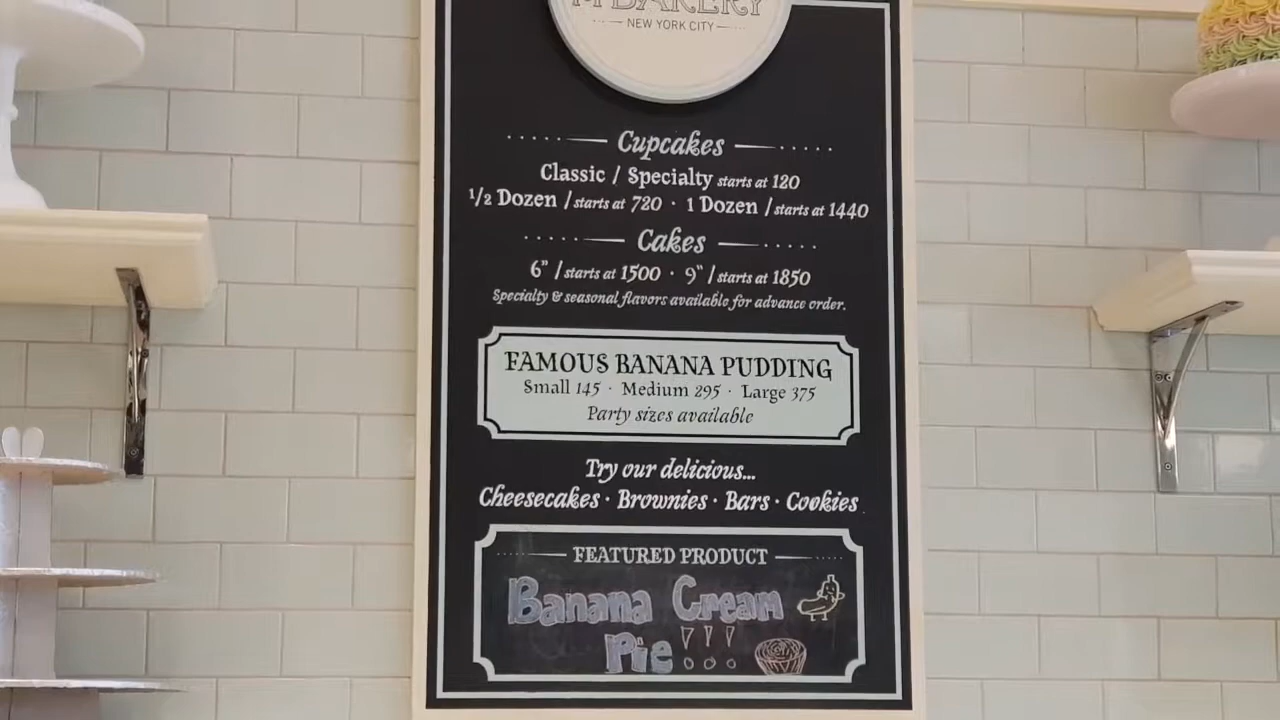 BAKERY
NEW YORK CITY
Cupcakes
Classic / Specialty starts at 120
1/2 Dozen / starts at 720 · 1 Dozen / starts at 1440
Cakes
6" / starts at 1500 · 9" / starts at 1850
Specialty & seasonal flavors available for advance order.
FAMOUS BANANA PUDDING
Small 145 · Medium 295 · Large 375
Party sizes available
Try our delicious...
Cheesecakes · Brownies · Bars · Cookies
FEATURED PRODUCT
Banana Cream
Pie!!!